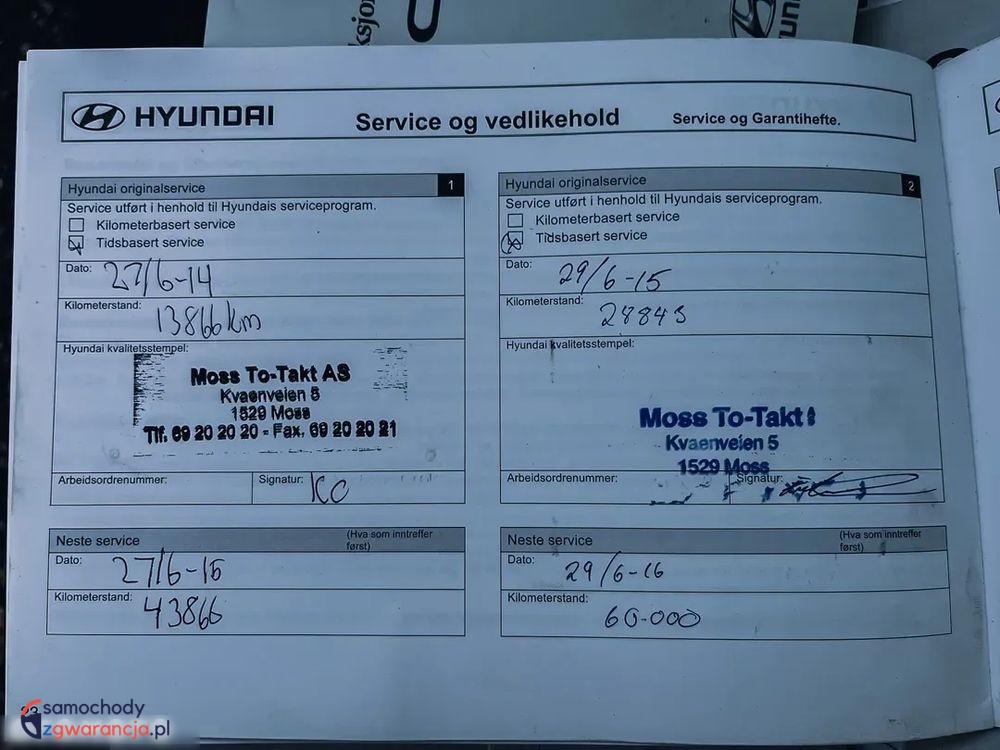 ksjon
HYUNDAI
HYUNDAI
Service og vedlikehold
Service og Garantihefte.
Hyundai originalservice
1
Service utført i henhold til Hyundais serviceprogram.
Kilometerbasert service
Tidsbasert service
Dato: 27/6-14
Kilometerstand: 13866 km
Hyundai kvalitetsstempel:
Moss To-Takt AS
Kvaenveien 5
1529 Moss
Tlf. 69 20 20 20 - Fax. 69 20 20 21
Arbeidsordrenummer:
Signatur: KC
Neste service
(Hva som inntreffer først)
Dato: 27/6-15
Kilometerstand: 43866
Hyundai originalservice
2
Service utført i henhold til Hyundais serviceprogram.
Kilometerbasert service
Tidsbasert service
Dato: 29/6-15
Kilometerstand: 28843
Hyundai kvalitetsstempel:
Moss To-Takt
Kvaenveien 5
1529 Moss
Arbeidsordrenummer:
Signatur:
Neste service
(Hva som inntreffer først)
Dato: 29/6-16
Kilometerstand: 60.000
samochody
zgwarancja.pl